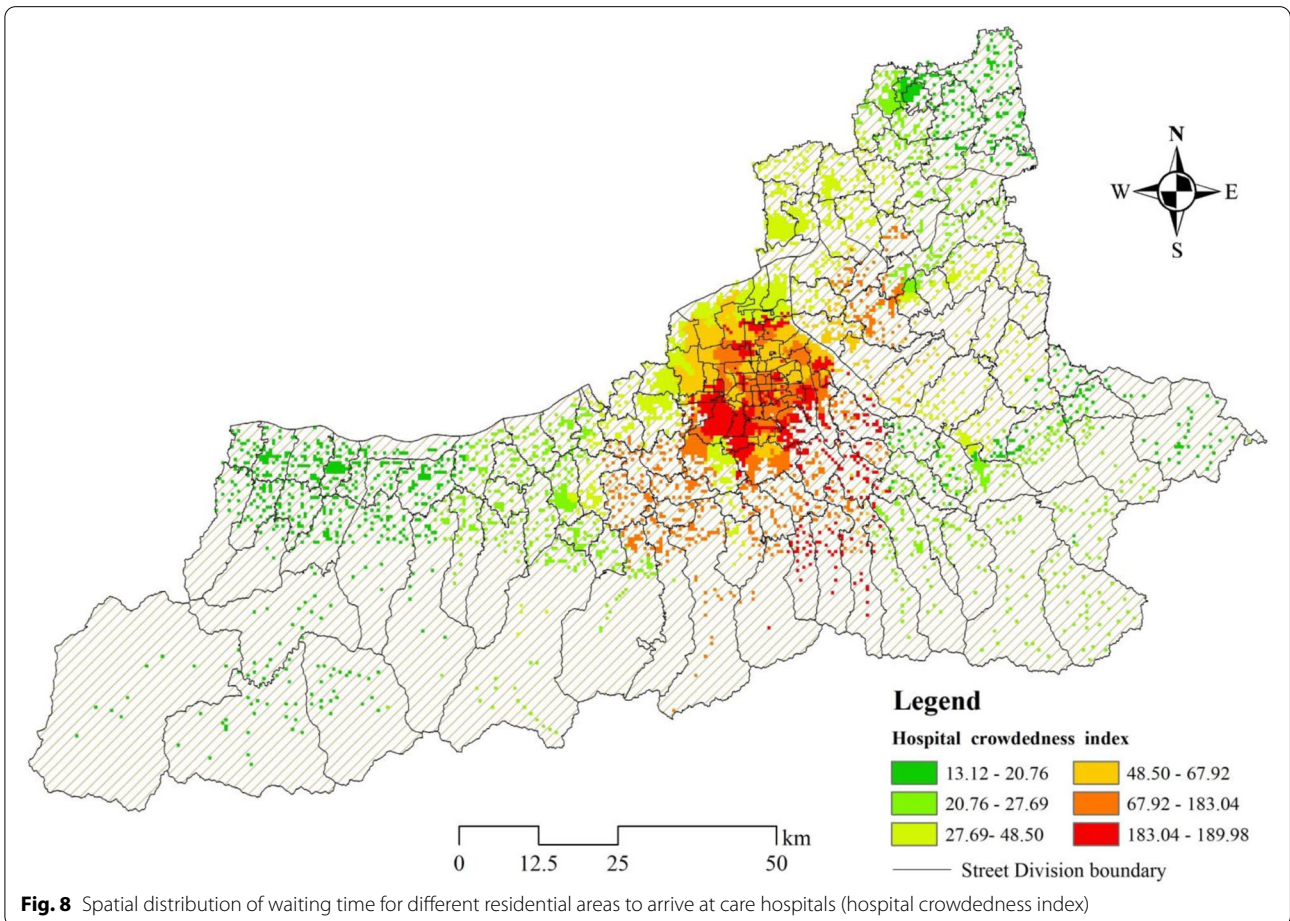 N
W E
S
Legend
Hospital crowdedness index
13.12 - 20.76 48.50 - 67.92
20.76 - 27.69 67.92 - 183.04
27.69- 48.50 183.04 - 189.98
Street Division boundary
km
0 12.5 25 50
Fig. 8 Spatial distribution of waiting time for different residential areas to arrive at care hospitals (hospital crowdedness index)